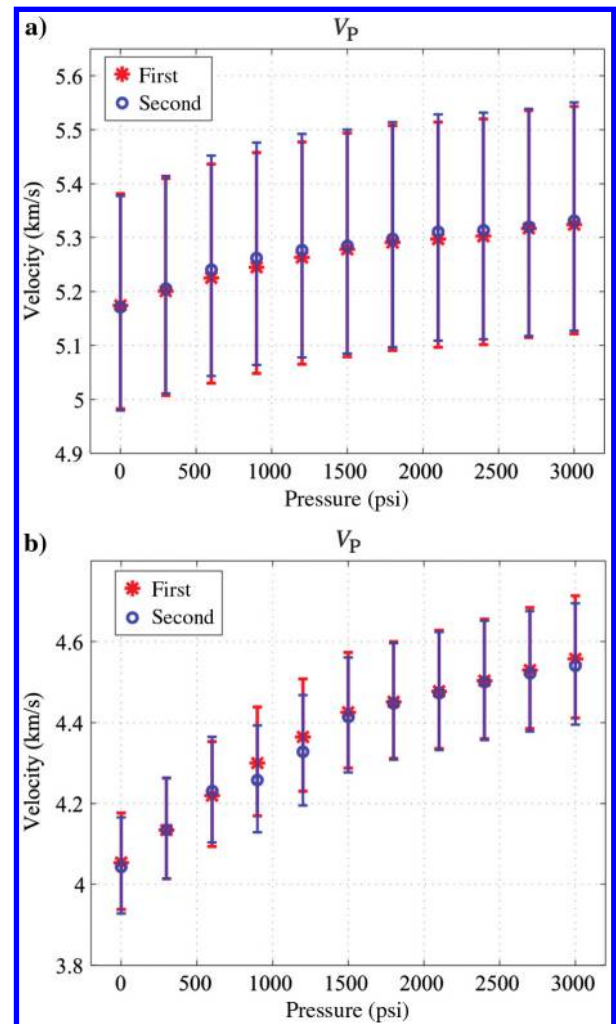 a)
V_P
First
Second
Velocity (km/s)
5.6
5.5
5.4
5.3
5.2
5.1
5
4.9
0 500 1000 1500 2000 2500 3000
Pressure (psi)
b)
V_P
First
Second
Velocity (km/s)
4.6
4.4
4.2
4
3.8
0 500 1000 1500 2000 2500 3000
Pressure (psi)